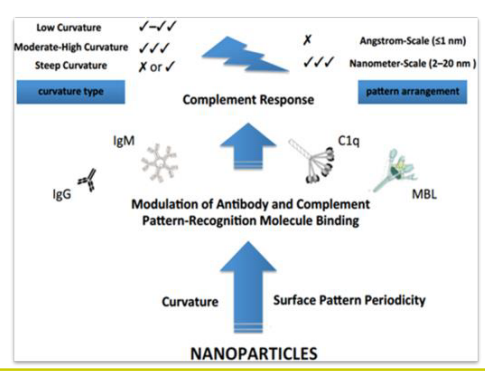 Low Curvature ✓–✓✓
Moderate-High Curvature ✓✓✓
Steep Curvature ✗ or ✓
curvature type
✗ Angstrom-Scale (≤1 nm)
✓✓✓ Nanometer-Scale (2–20 nm )
pattern arrangement
Complement Response
IgM
C1q
IgG
MBL
Modulation of Antibody and Complement
Pattern-Recognition Molecule Binding
Curvature
Surface Pattern Periodicity
NANOPARTICLES